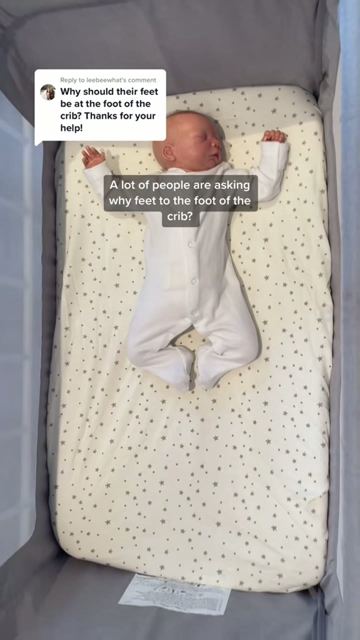 Reply to leebeewhat's comment
Why should their feet
be at the foot of the
crib? Thanks for your
help!
A lot of people are asking
why feet to the foot of the
crib?